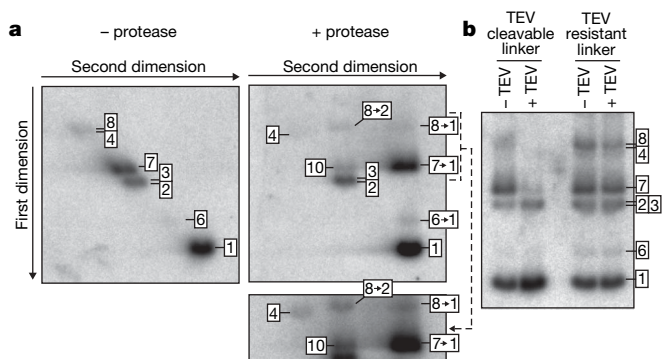 a
– protease
Second dimension
First dimension
8
4
7
3
2
6
1
+ protease
Second dimension
4
8→2
8→1
10
3
2
7→1
6→1
1
8→2
4
8→1
10
7→1
b
TEV cleavable linker
TEV resistant linker
– TEV
+ TEV
– TEV
+ TEV
8
4
7
2 3
6
1